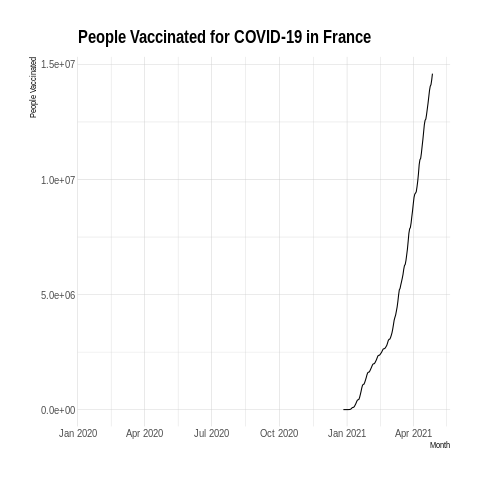 People Vaccinated for COVID-19 in France
People Vaccinated
1.5e+07
1.0e+07
5.0e+06
0.0e+00
Jan 2020 Apr 2020 Jul 2020 Oct 2020 Jan 2021 Apr 2021
Month